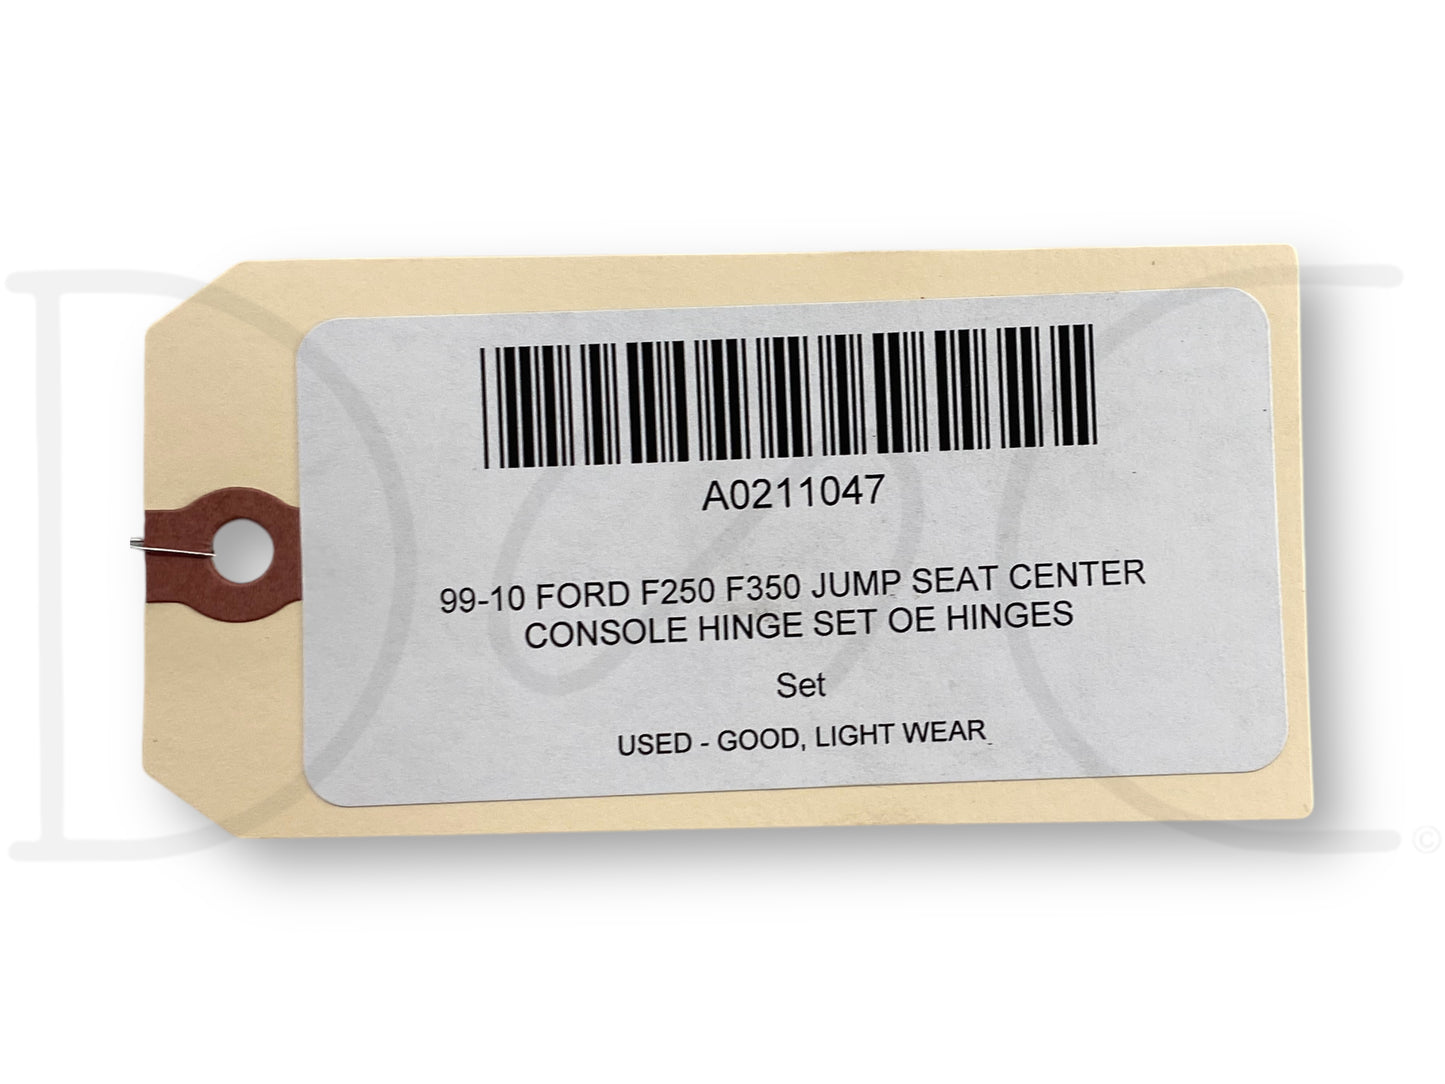 A0211047
99-10 FORD F250 F350 JUMP SEAT CENTER
CONSOLE HINGE SET OE HINGES
Set
USED - GOOD, LIGHT WEAR